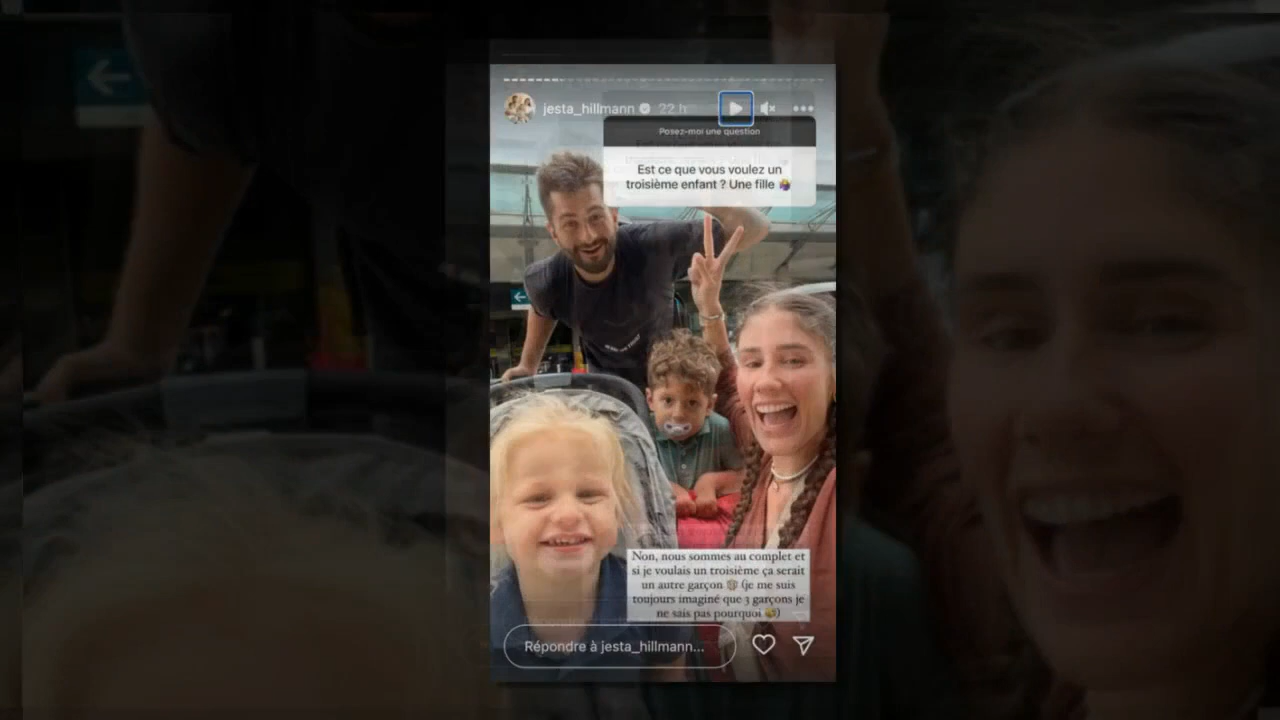 jesta_hillmann 22 h
Posez-moi une question
Est ce que vous voulez un
troisième enfant ? Une fille
Non, nous sommes au complet et
si je voulais un troisième ça serait
un autre garçon (je me suis
toujours imaginé que 3 garçons je
ne sais pas pourquoi )
Répondre à jesta_hillmann...